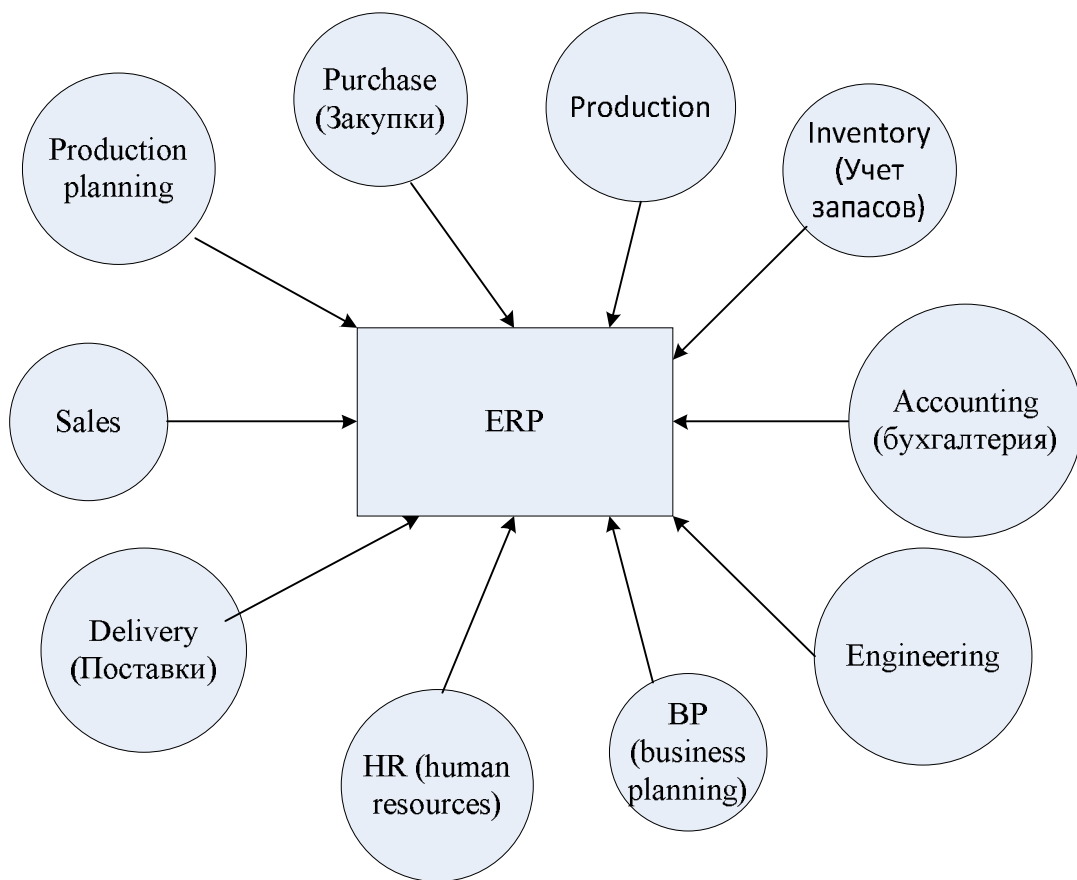 Purchase
(Закупки)
Production
Inventory
(Учет
запасов)
Production
planning
Accounting
(бухгалтерия)
Sales
ERP
Delivery
(Поставки)
Engineering
HR (human
resources)
BP
(business
planning)